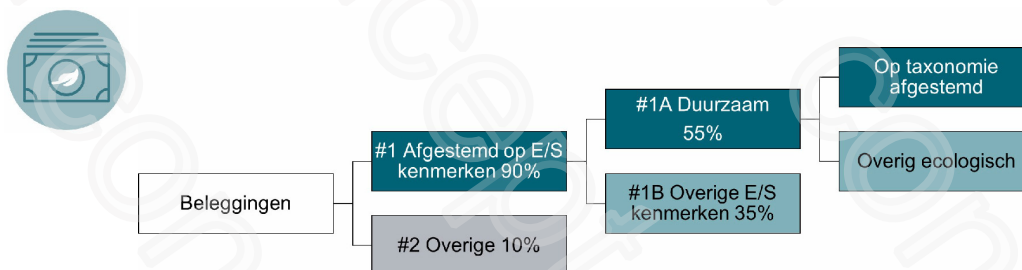 Beleggingen
#1 Afgestemd op E/S
kenmerken 90%
#2 Overige 10%
#1A Duurzaam
55%
#1B Overige E/S
kenmerken 35%
Op taxonomie
afgestemd
Overig ecologisch